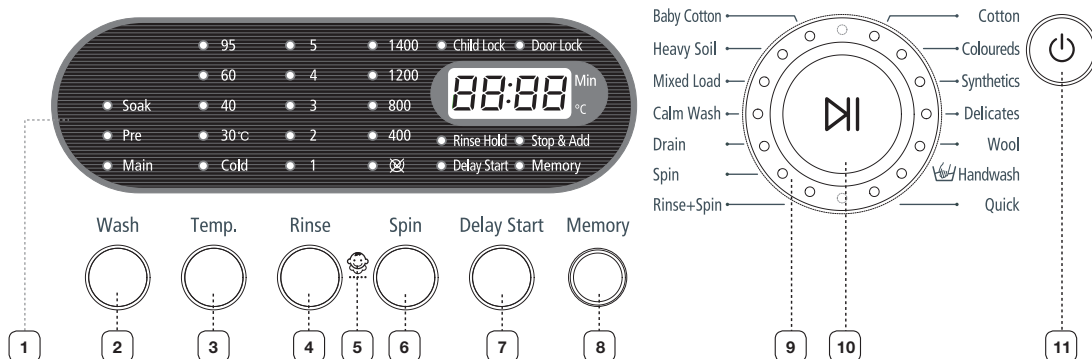 95 5 1400 Child Lock Door Lock
60 4 1200 88:88 Min
Soak 40 3 800 °C
Pre 30°C 2 400 Rinse Hold Stop & Add
Main Cold 1 Delay Start Memory
Wash Temp. Rinse Spin Delay Start Memory
Baby Cotton Cotton
Heavy Soil Coloureds
Mixed Load Synthetics
Calm Wash Delicates
Drain Wool
Spin Handwash
Rinse+Spin Quick
1 2 3 4 5 6 7 8 9 10 11